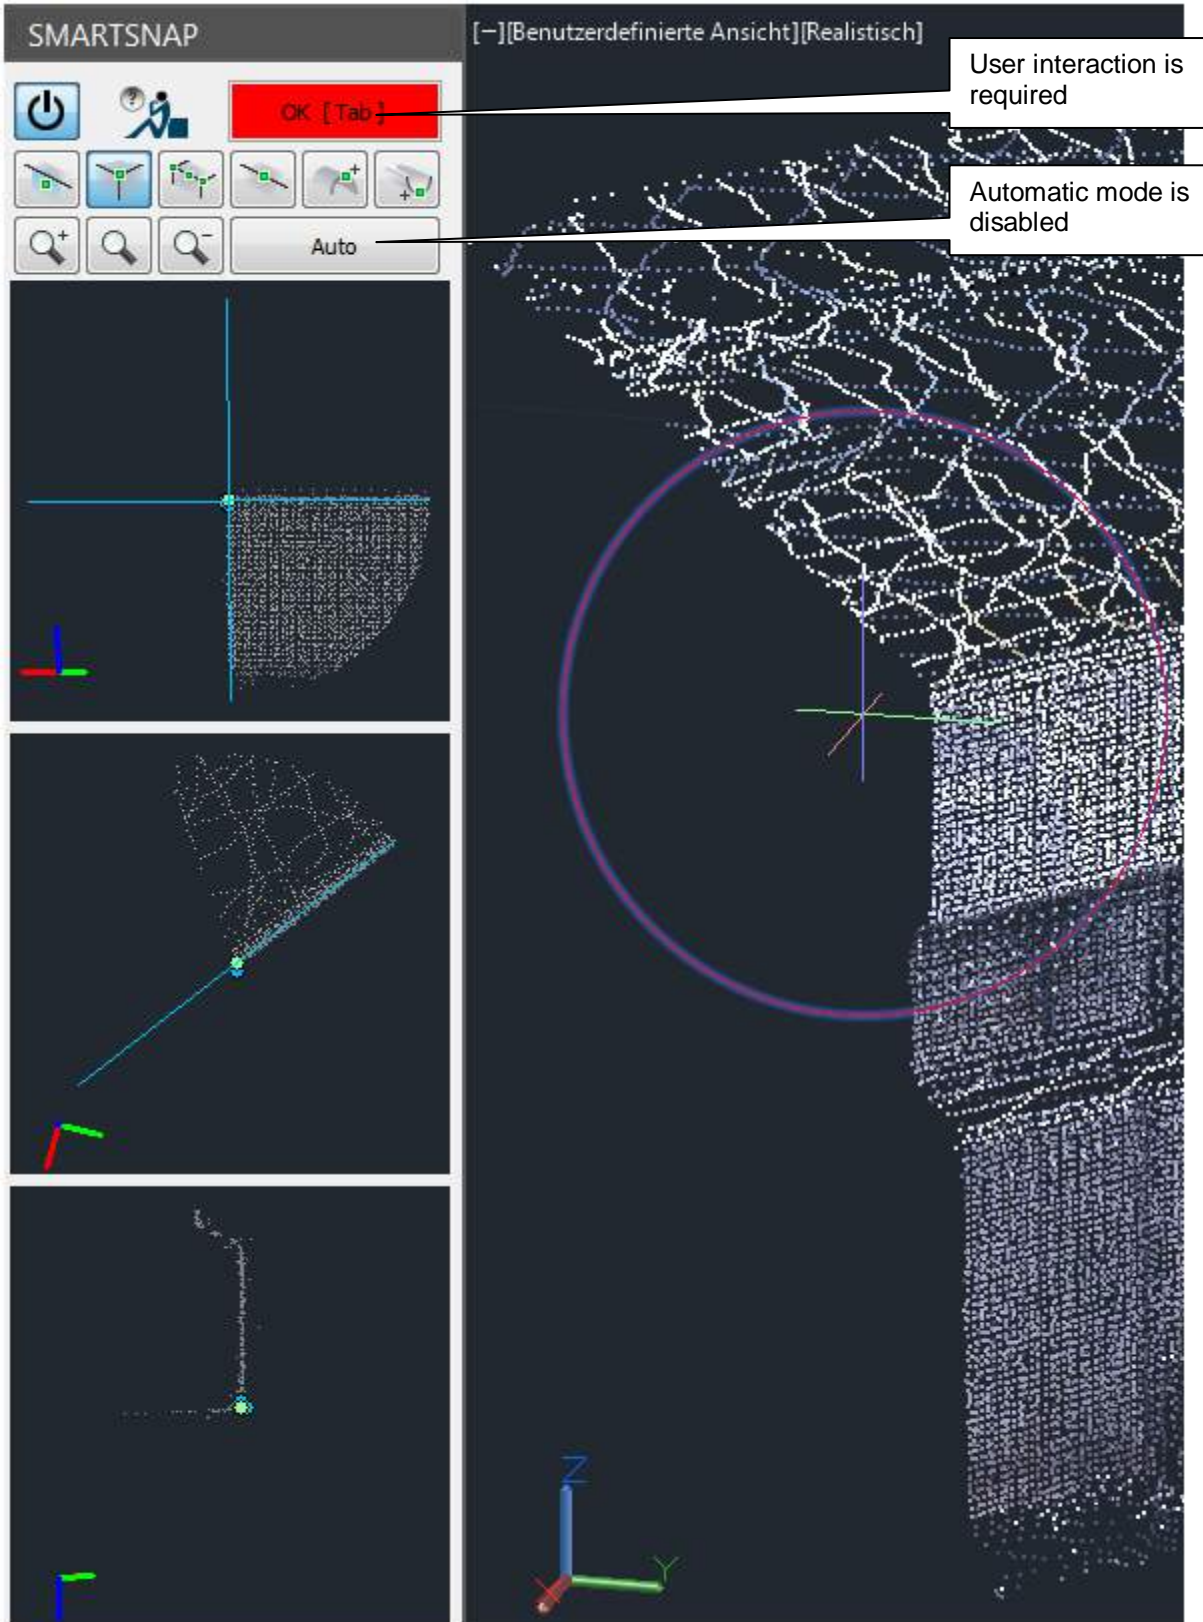 SMARTSNAP
[−][Benutzerdefinierte Ansicht][Realistisch]
User interaction is
required
OK [Tab]
Automatic mode is
disabled
Auto
Z
Y
X